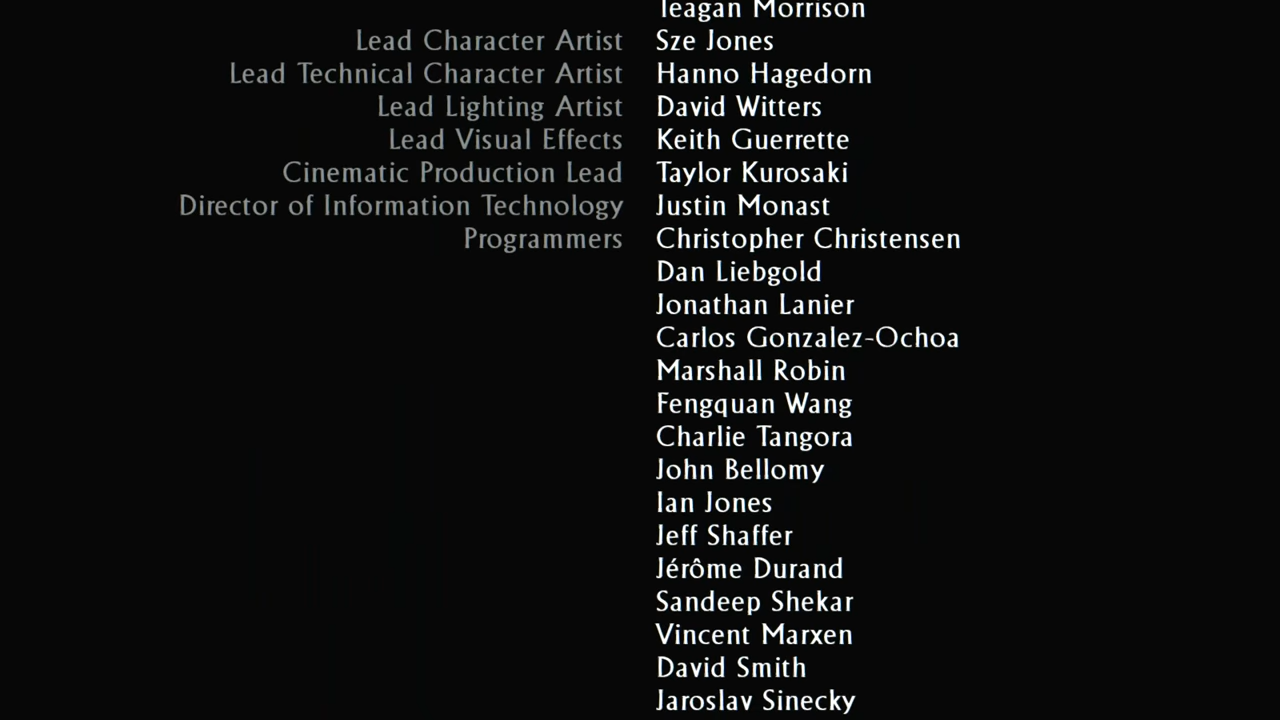 Teagan Morrison
Lead Character Artist Sze Jones
Lead Technical Character Artist Hanno Hagedorn
Lead Lighting Artist David Witters
Lead Visual Effects Keith Guerrette
Cinematic Production Lead Taylor Kurosaki
Director of Information Technology Justin Monast
Programmers Christopher Christensen
Dan Liebgold
Jonathan Lanier
Carlos Gonzalez-Ochoa
Marshall Robin
Fengquan Wang
Charlie Tangora
John Bellomy
Ian Jones
Jeff Shaffer
Jérôme Durand
Sandeep Shekar
Vincent Marxen
David Smith
Jaroslav Sinecky